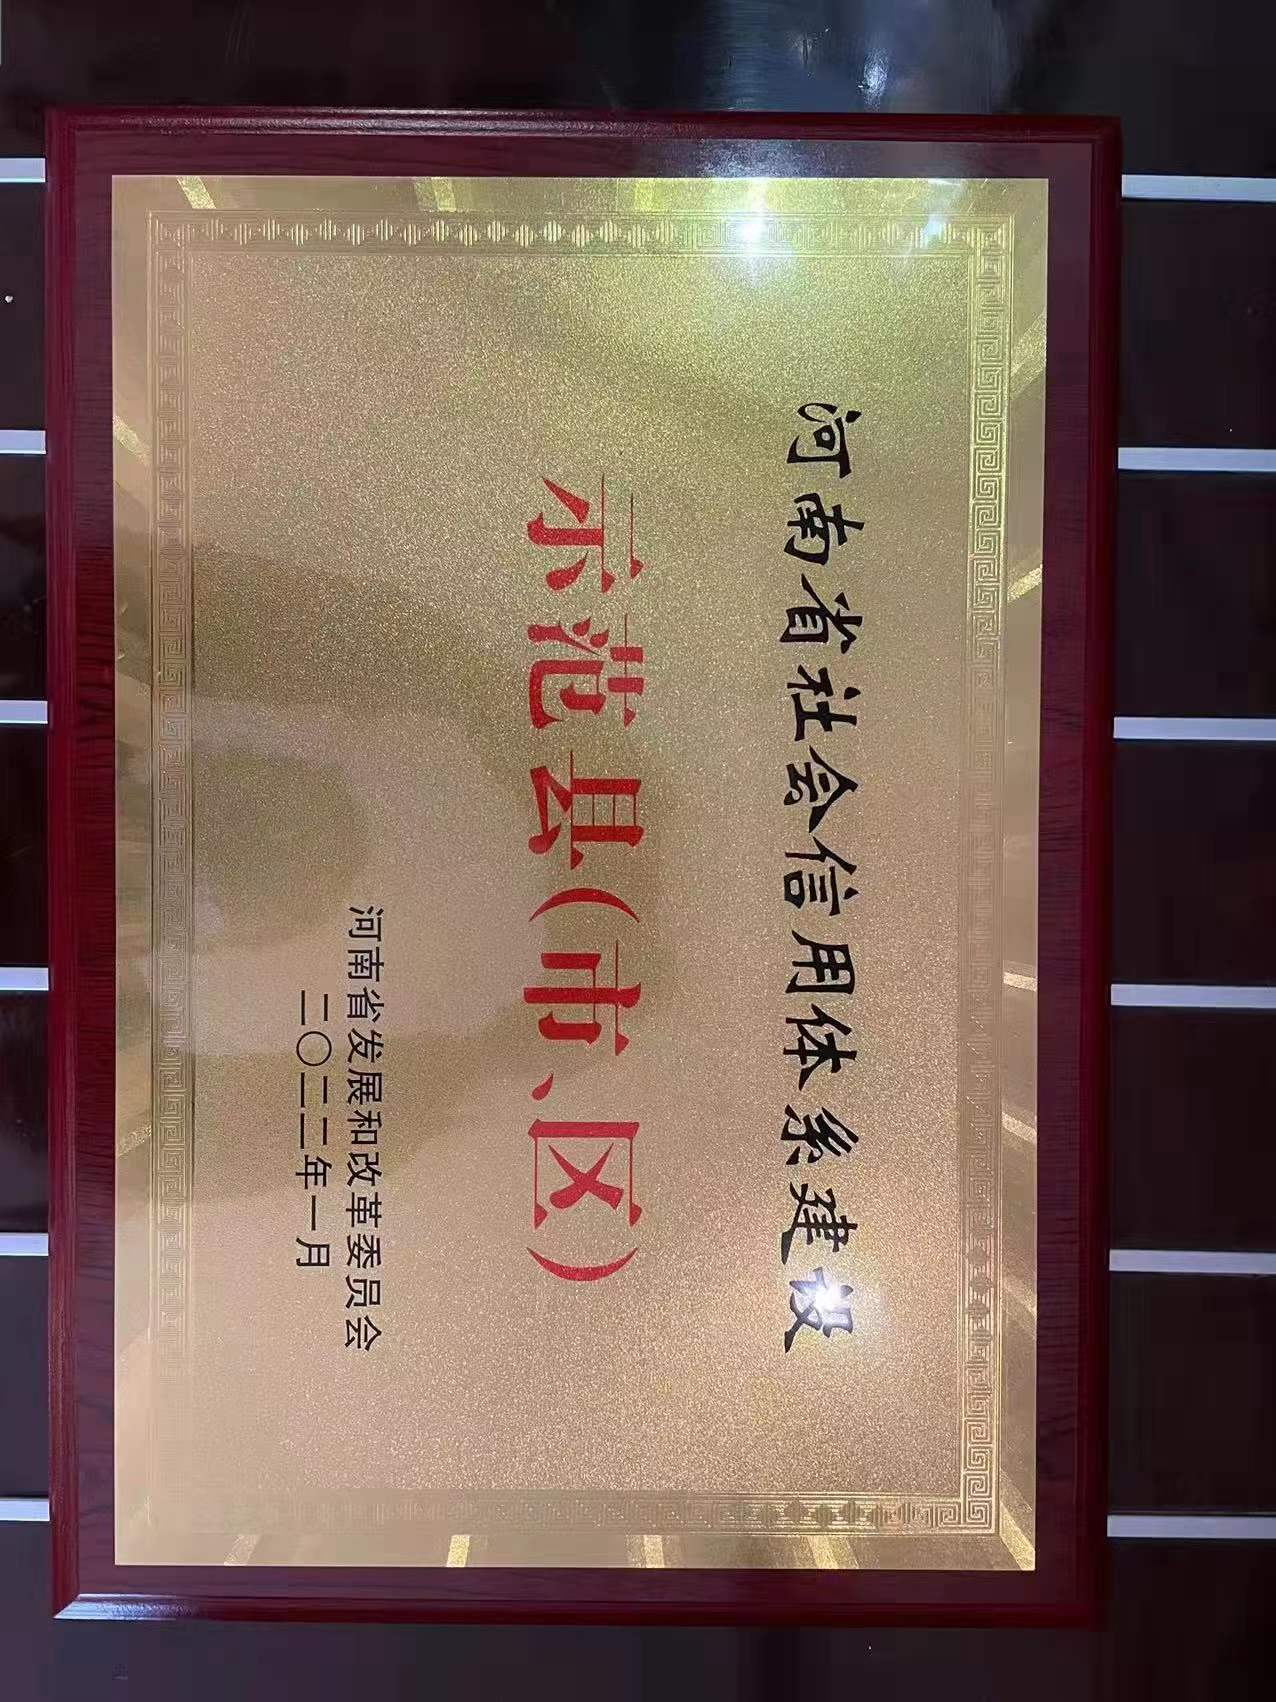 河南省社会信用体系建设
示范县(市、区)
河南省发展和改革委员会
二〇二二年一月